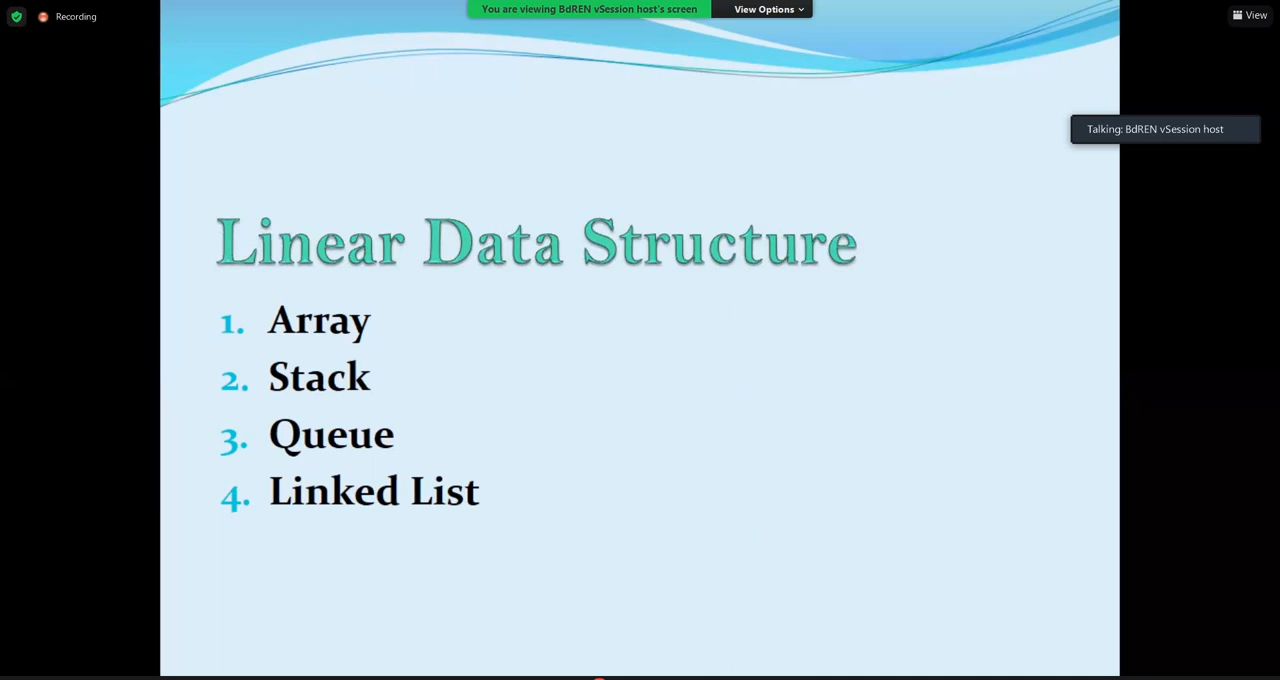 You are viewing BdREN vSession host's screen
View Options
Recording
View
Talking: BdREN vSession host
Linear Data Structure
1. Array
2. Stack
3. Queue
4. Linked List